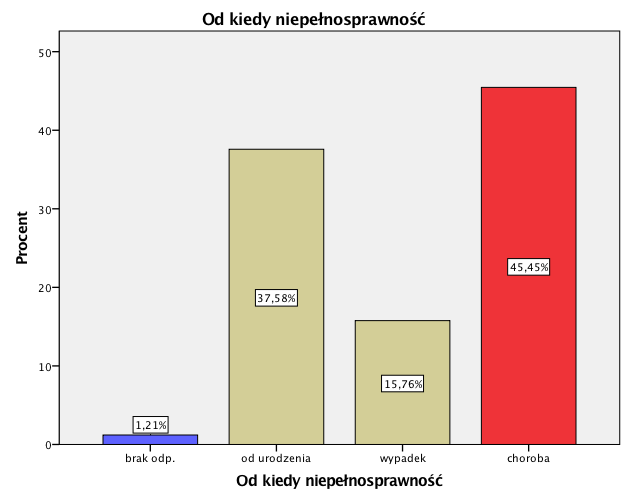 Od kiedy niepełnosprawność
Procent
50
40
30
20
10
0
1,21%
37,58%
15,76%
45,45%
brak odp.
od urodzenia
wypadek
choroba
Od kiedy niepełnosprawność